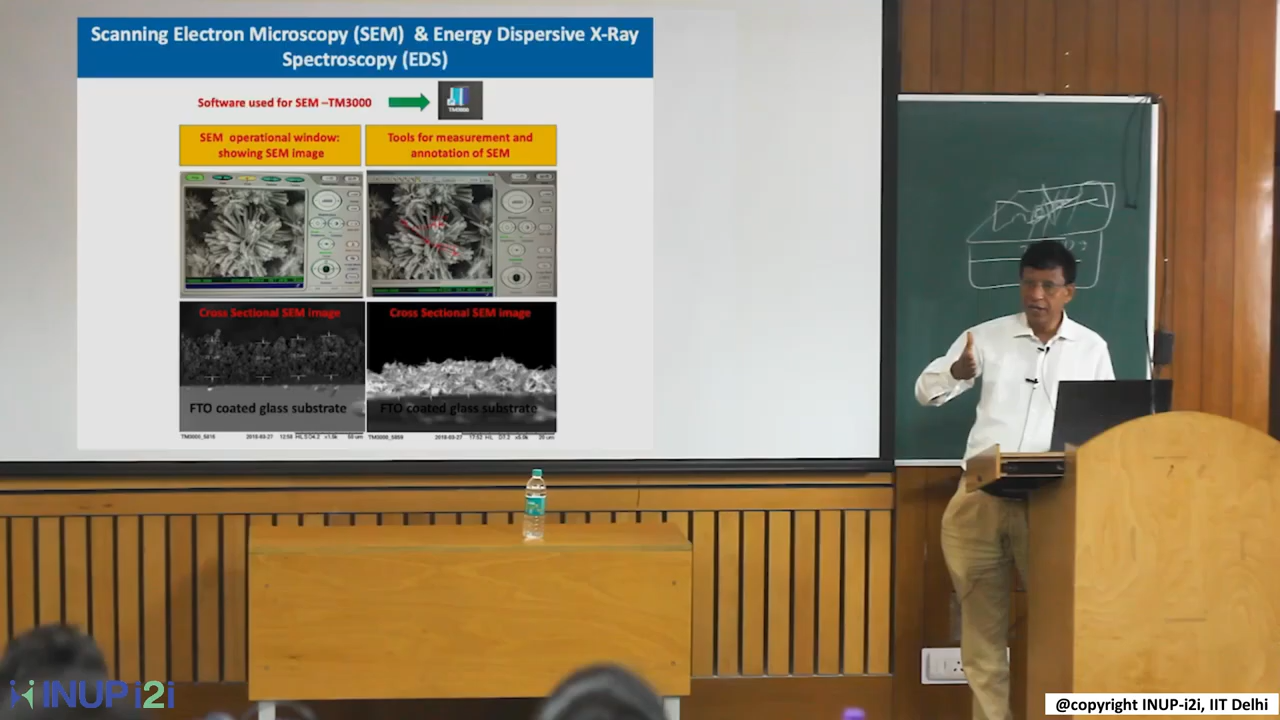 Scanning Electron Microscopy (SEM) & Energy Dispersive X-Ray
Spectroscopy (EDS)
Software used for SEM –TM3000
TM3000
SEM operational window:
showing SEM image
Tools for measurement and
annotation of SEM
Cross Sectional SEM image
Cross Sectional SEM image
FTO coated glass substrate
FTO coated glass substrate
INUP i2i
@copyright INUP-i2i, IIT Delhi